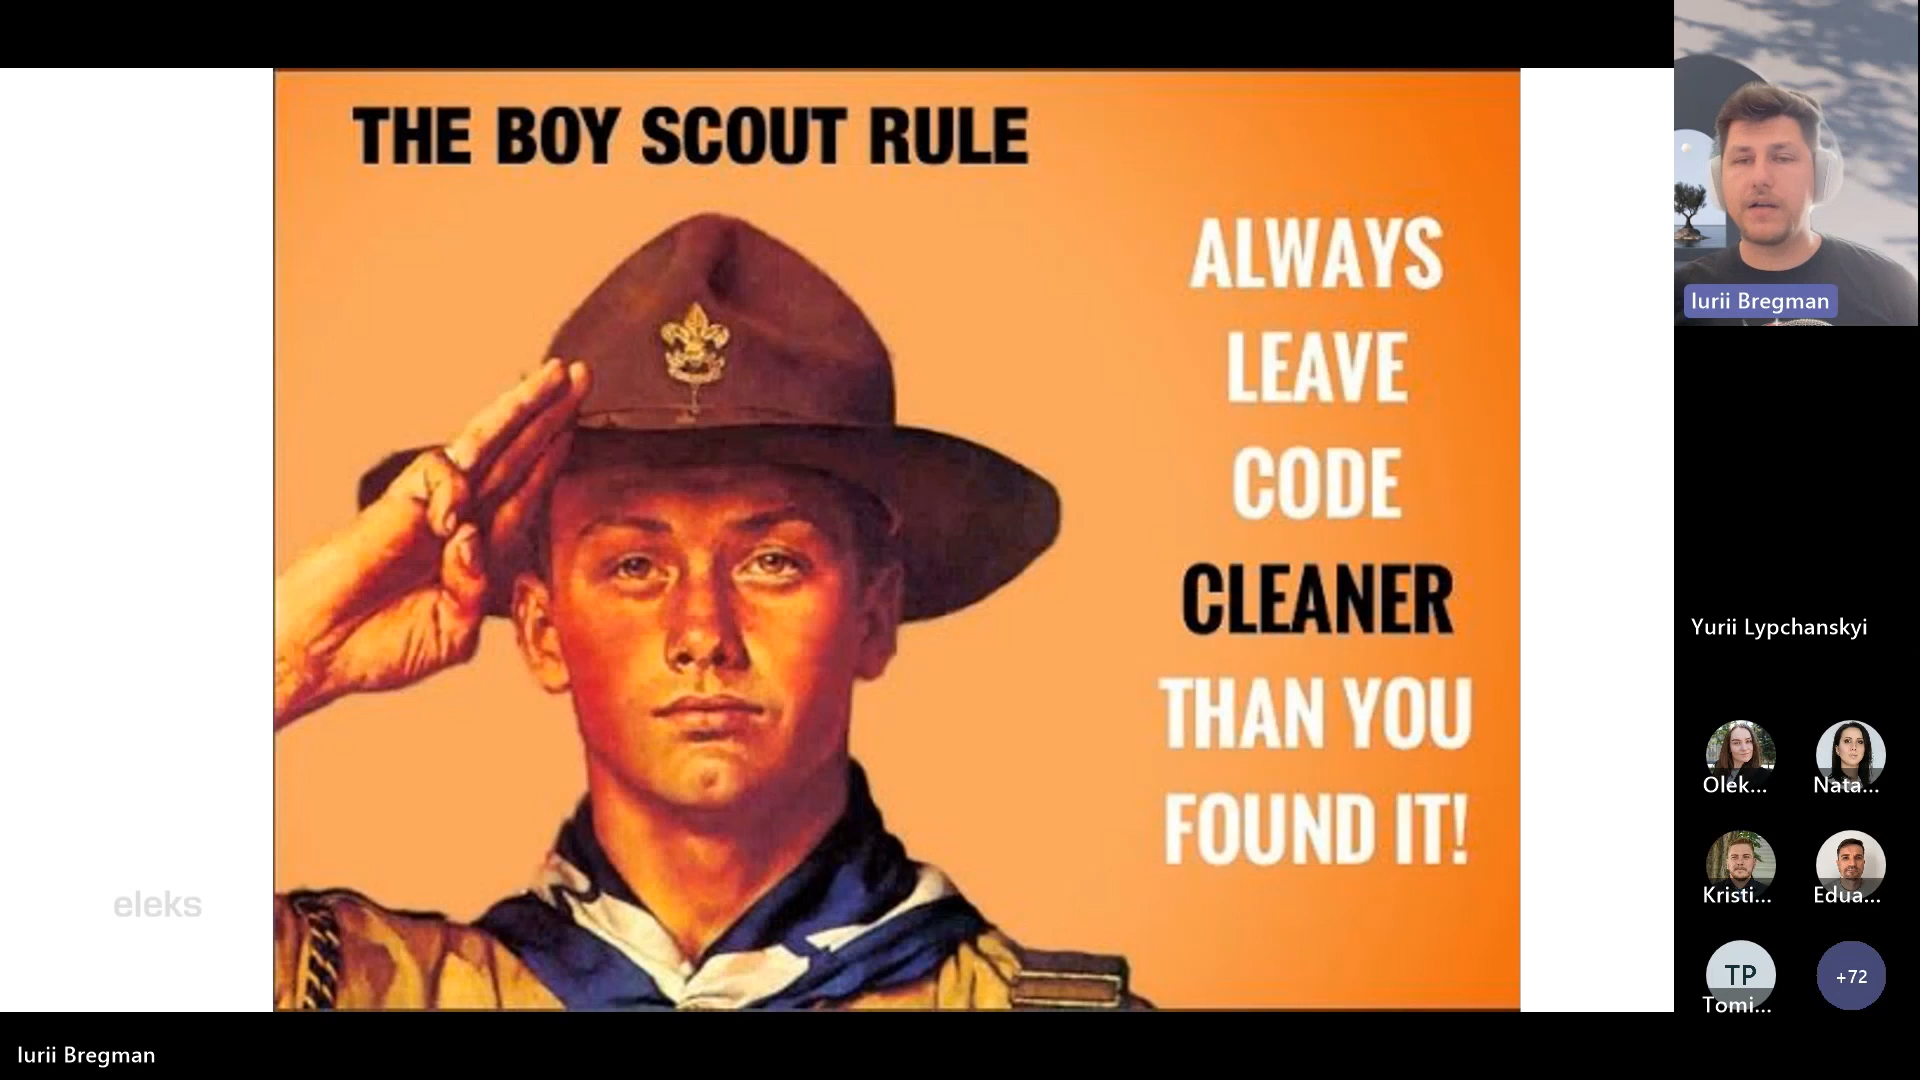 THE BOY SCOUT RULE
ALWAYS
LEAVE
CODE
CLEANER
THAN YOU
FOUND IT!
eleks
Iurii Bregman
Iurii Bregman
Yurii Lypchanskyi
Olek...
Nata...
Kristi...
Edua...
TP
Tomi...
+72